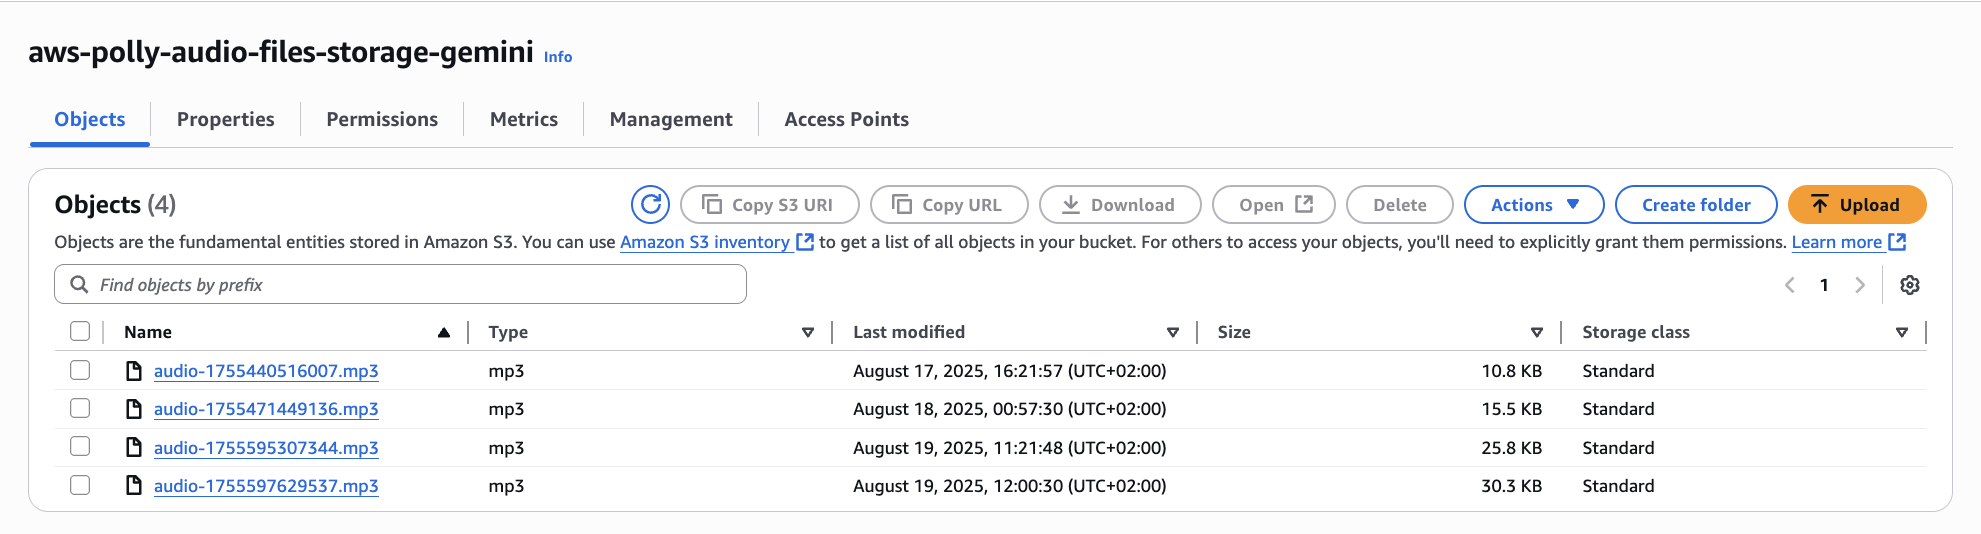 aws-polly-audio-files-storage-gemini Info
Objects Properties Permissions Metrics Management Access Points
Objects (4) Copy S3 URI Copy URL Download Open Delete Actions Create folder Upload
Objects are the fundamental entities stored in Amazon S3. You can use Amazon S3 inventory to get a list of all objects in your bucket. For others to access your objects, you'll need to explicitly grant them permissions. Learn more
Find objects by prefix 1
Name Type Last modified Size Storage class
audio-1755440516007.mp3 mp3 August 17, 2025, 16:21:57 (UTC+02:00) 10.8 KB Standard
audio-1755471449136.mp3 mp3 August 18, 2025, 00:57:30 (UTC+02:00) 15.5 KB Standard
audio-1755595307344.mp3 mp3 August 19, 2025, 11:21:48 (UTC+02:00) 25.8 KB Standard
audio-1755597629537.mp3 mp3 August 19, 2025, 12:00:30 (UTC+02:00) 30.3 KB Standard